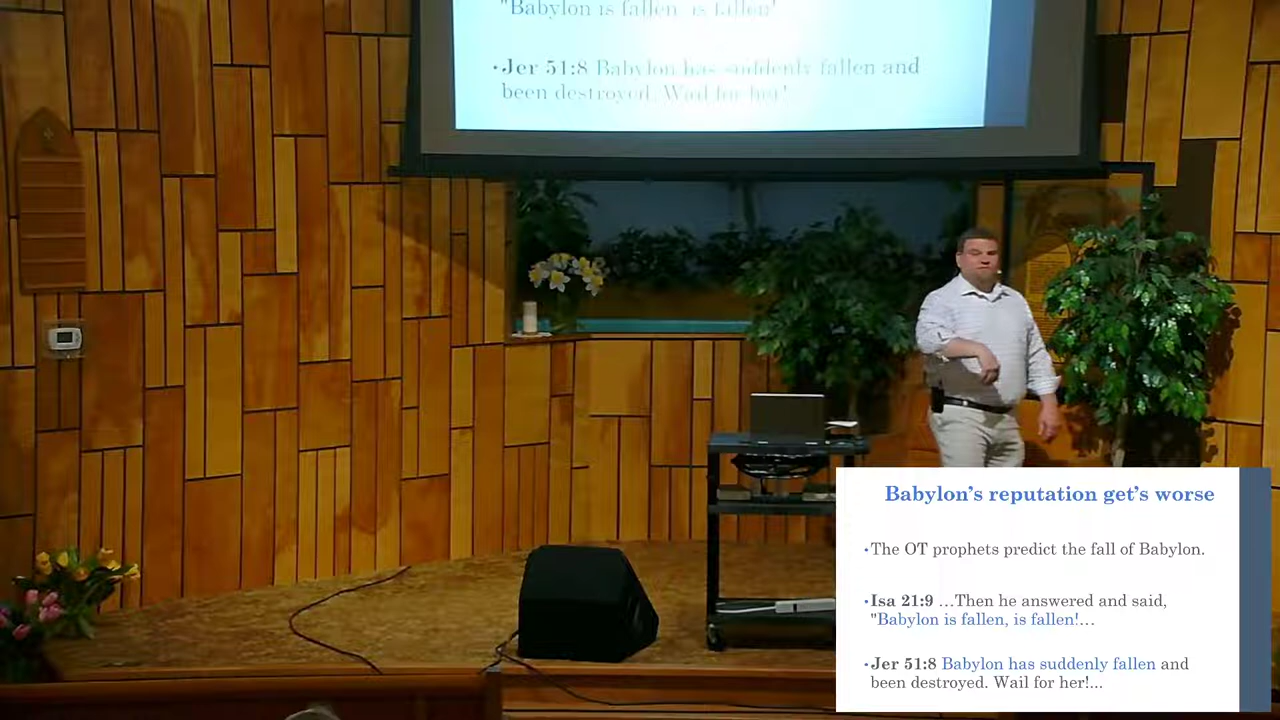 "Babylon is fallen is fallen!
•Jer 51:8 Babylon has suddenly fallen and
been destroyed. Wail for her!
Babylon's reputation get's worse
•The OT prophets predict the fall of Babylon.
•Isa 21:9 ...Then he answered and said,
"Babylon is fallen, is fallen!...
•Jer 51:8 Babylon has suddenly fallen and
been destroyed. Wail for her!...